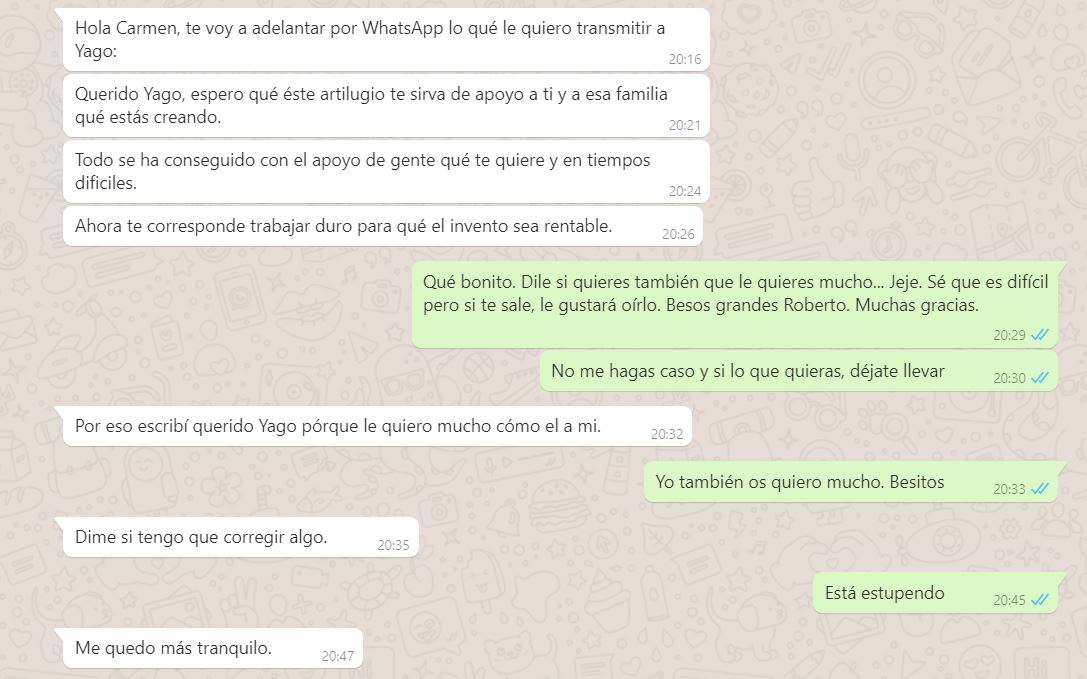 Hola Carmen, te voy a adelantar por WhatsApp lo qué le quiero transmitir a
Yago:
20:16
Querido Yago, espero qué éste artilugio te sirva de apoyo a ti y a esa familia
qué estás creando.
20:21
Todo se ha conseguido con el apoyo de gente qué te quiere y en tiempos
dificiles.
20:24
Ahora te corresponde trabajar duro para qué el invento sea rentable.
20:26
Qué bonito. Dile si quieres también que le quieres mucho... Jeje. Sé que es difícil
pero si te sale, le gustará oírlo. Besos grandes Roberto. Muchas gracias.
20:29
No me hagas caso y si lo que quieras, déjate llevar
20:30
Por eso escribí querido Yago pórque le quiero mucho cómo el a mi.
20:32
Yo también os quiero mucho. Besitos
20:33
Dime si tengo que corregir algo.
20:35
Está estupendo
20:45
Me quedo más tranquilo.
20:47